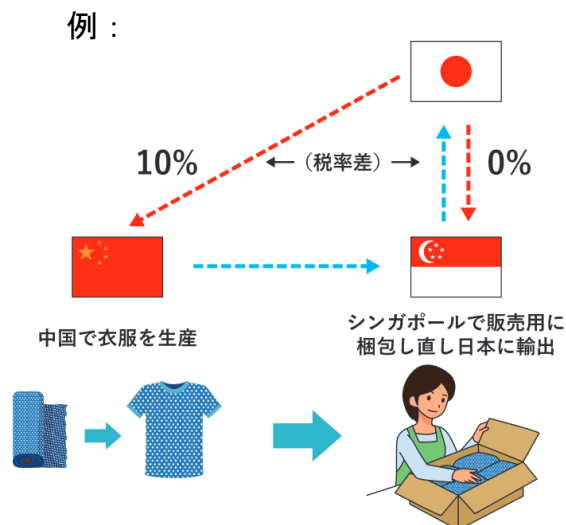 例：
10%
←（税率差）→
0%
中国で衣服を生産
シンガポールで販売用に
梱包し直し日本に輸出